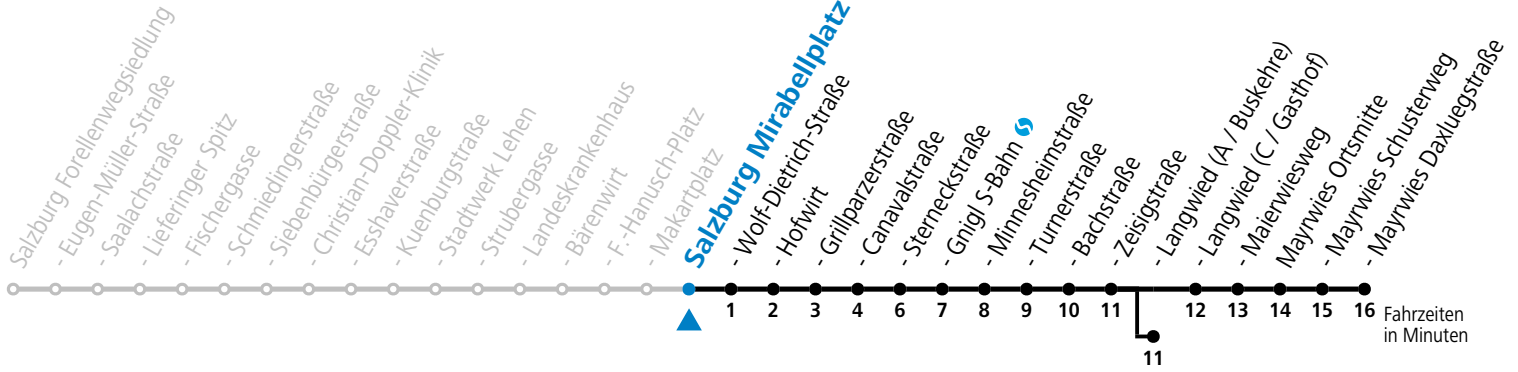 Salzburg Forellenwegsiedlung
- Eugen-Müller-Straße
- Saalachstraße
- Lieferinger Spitz
- Fischergasse
- Schmiedingerstraße
- Siebenbürgerstraße
- Christian-Doppler-Klinik
- Esshaverstraße
- Kuenburgstraße
- Stadtwerk Lehen
- Strubergasse
- Landeskrankenhaus
- Bärenwirt
- F.-Hanusch-Platz
- Makartplatz
Salzburg Mirabellplatz
- Wolf-Dietrich-Straße
- Hofwirt
- Grillparzerstraße
- Canavalstraße
- Sterneckstraße
- Gnigl S-Bahn
- Minnesheimstraße
- Turnerstraße
- Bachstraße
- Zeisigstraße
- Langwied (A / Buskehre)
- Langwied (C / Gasthof)
- Maierwiesweg
Mayrwies Ortsmitte
- Mayrwies Schusterweg
- Mayrwies Daxluegstraße
1 2 3 4 6 7 8 9 10 11 12 13 14 15 16
Fahrzeiten
in Minuten
11